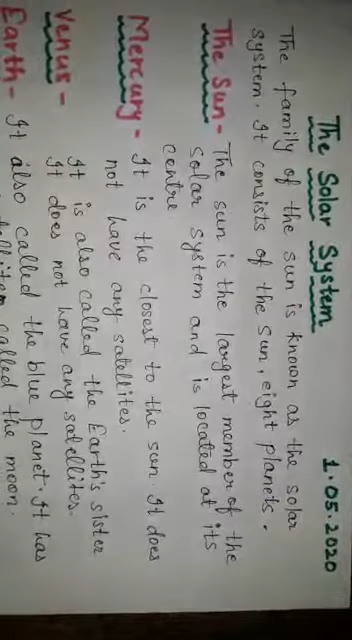 1.05.2020
The Solar System
The family of the sun is known as the solar
system. It consists of the sun, eight planets.
The Sun - The sun is the largest member of the
solar system and is located at its
centre
Mercury - It is the closest to the sun. It does
not have any satellites.
Venus - It is also called the Earth's sister
It does not have any satellites.
Earth - It also called the blue planet. It has
called the moon.